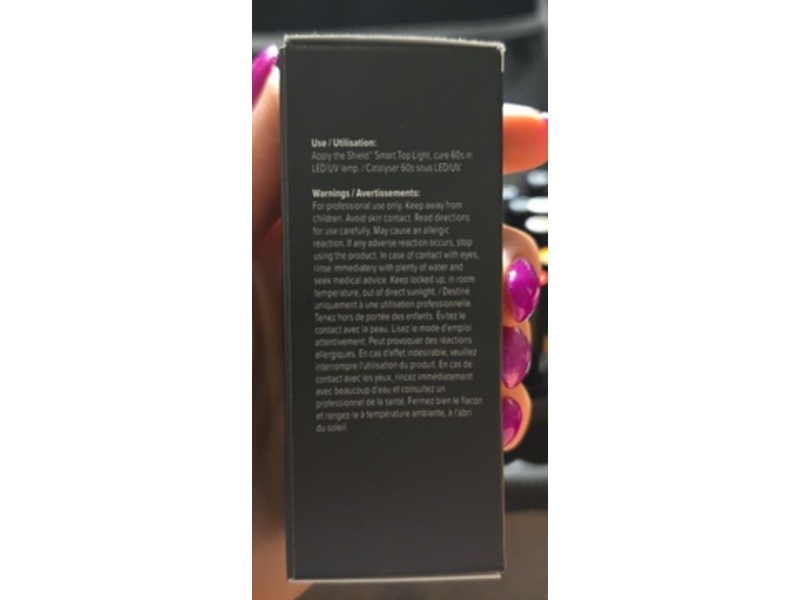 Use / Utilisation:
Apply the Shield™ Smart Top Light, cure 60s in
LED/UV lamp. / Catalyser 60s sous LED/UV.
Warnings / Avertissements:
For professional use only. Keep away from
children. Avoid skin contact. Read directions
for use carefully. May cause an allergic
reaction. If any adverse reaction occurs, stop
using the product. In case of contact with eyes,
rinse immediately with plenty of water and
seek medical advice. Keep locked up, in room
temperature, out of direct sunlight. / Destiné
uniquement à une utilisation professionnelle.
Tenez hors de portée des enfants. Evitez le
contact avec la peau. Lisez le mode d'emploi
attentivement. Peut provoquer des réactions
allergiques. En cas d'effet indésirable, veuillez
interrompre l'utilisation du produit. En cas de
contact avec les yeux, rincez immédiatement
avec beaucoup d'eau et consultez un
professionnel de la santé. Fermez bien le flacon
et rangez-le à température ambiante, à l'abri
du soleil.